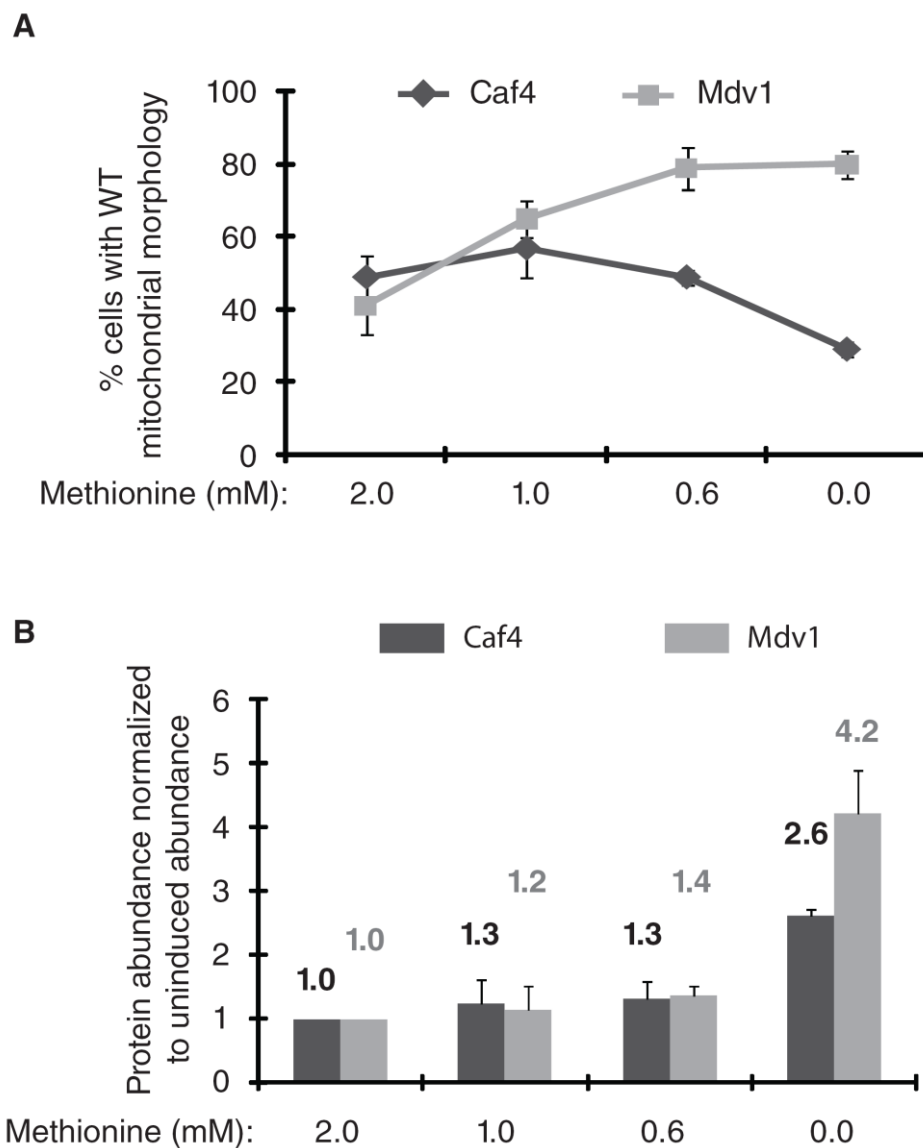 A
Caf4 Mdv1
% cells with WT
mitochondrial morphology
100
80
60
40
20
0
Methionine (mM): 2.0 1.0 0.6 0.0
B
Caf4 Mdv1
Protein abundance normalized
to uninduced abundance
6
5
4
3
2
1
0
1.0 1.0 1.3 1.2 1.3 1.4 2.6 4.2
Methionine (mM): 2.0 1.0 0.6 0.0